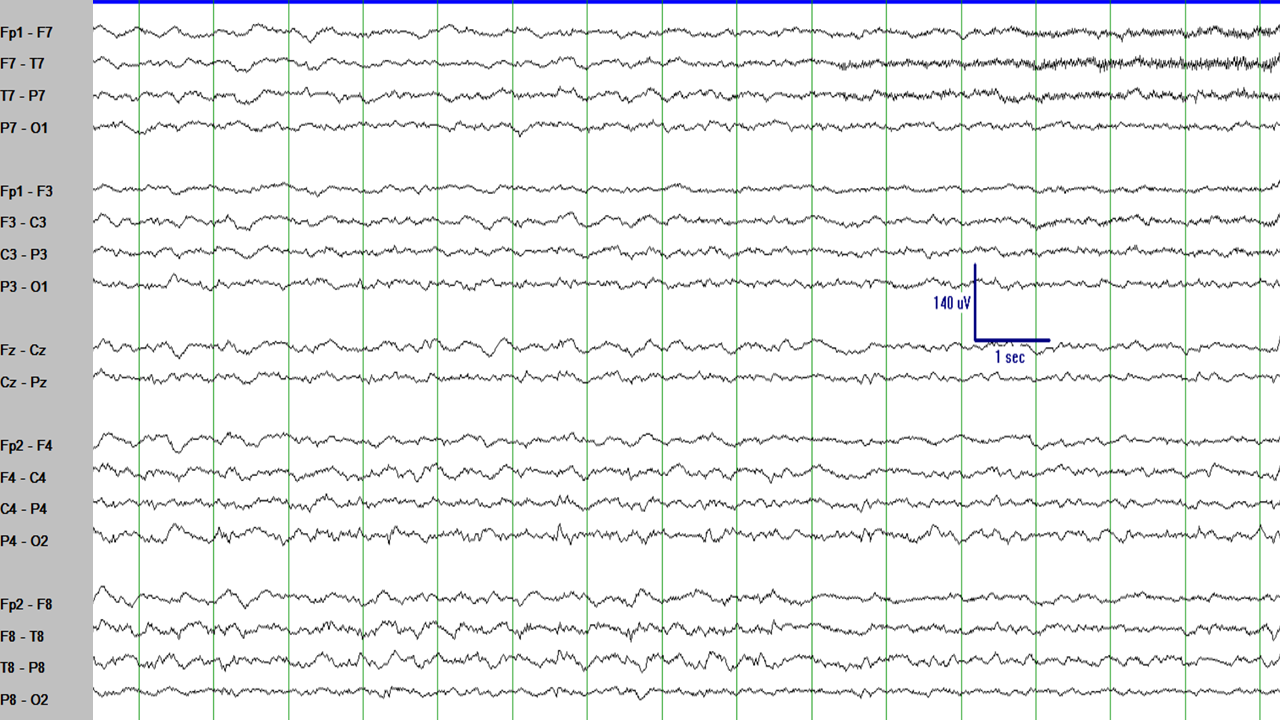 Fp1 - F7
F7 - T7
T7 - P7
P7 - O1
Fp1 - F3
F3 - C3
C3 - P3
P3 - O1
140 uV
1 sec
Fz - Cz
Cz - Pz
Fp2 - F4
F4 - C4
C4 - P4
P4 - O2
Fp2 - F8
F8 - T8
T8 - P8
P8 - O2